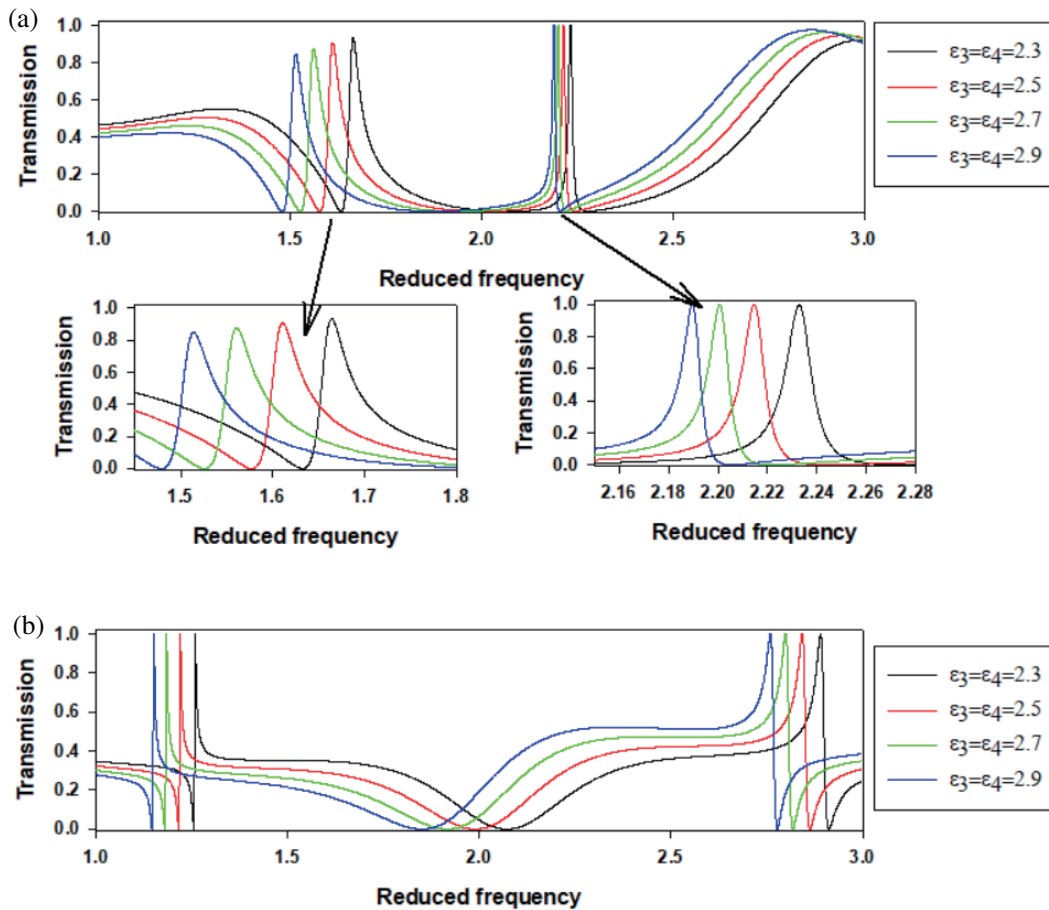 (a)
Transmission
1.0
0.8
0.6
0.4
0.2
0.0
1.0 1.5 2.0 2.5 3.0
Reduced frequency
ε3=ε4=2.3
ε3=ε4=2.5
ε3=ε4=2.7
ε3=ε4=2.9
Transmission
1.0
0.8
0.6
0.4
0.2
0.0
1.5 1.6 1.7 1.8
Reduced frequency
Transmission
1.0
0.8
0.6
0.4
0.2
0.0
2.16 2.18 2.20 2.22 2.24 2.26 2.28
Reduced frequency
(b)
Transmission
1.0
0.8
0.6
0.4
0.2
0.0
1.0 1.5 2.0 2.5 3.0
Reduced frequency
ε3=ε4=2.3
ε3=ε4=2.5
ε3=ε4=2.7
ε3=ε4=2.9